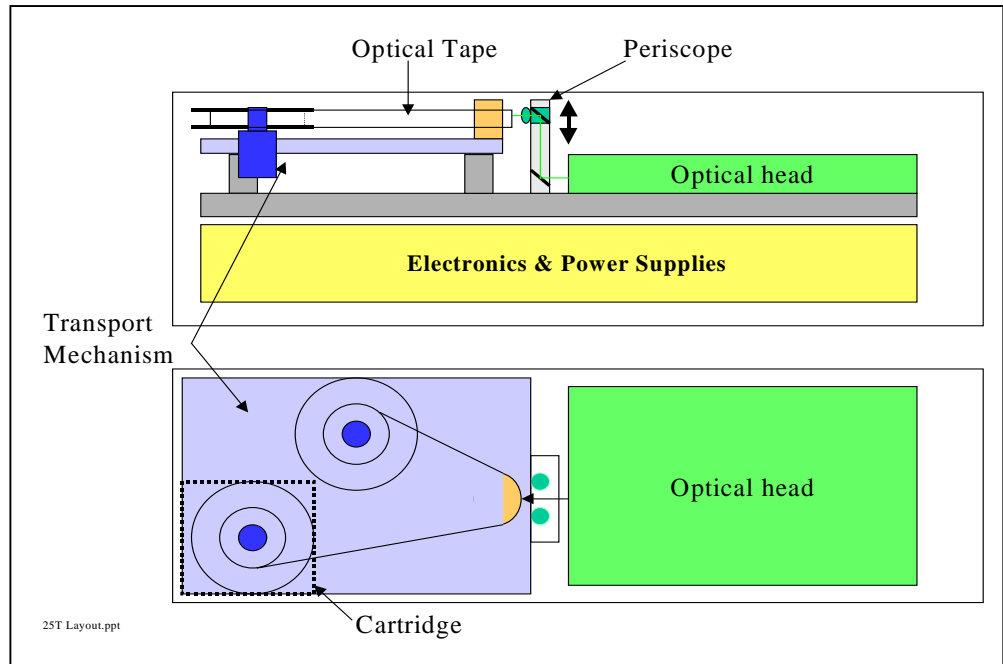 Optical Tape
Periscope
Optical head
Electronics & Power Supplies
Transport
Mechanism
Optical head
Cartridge
25T Layout.ppt